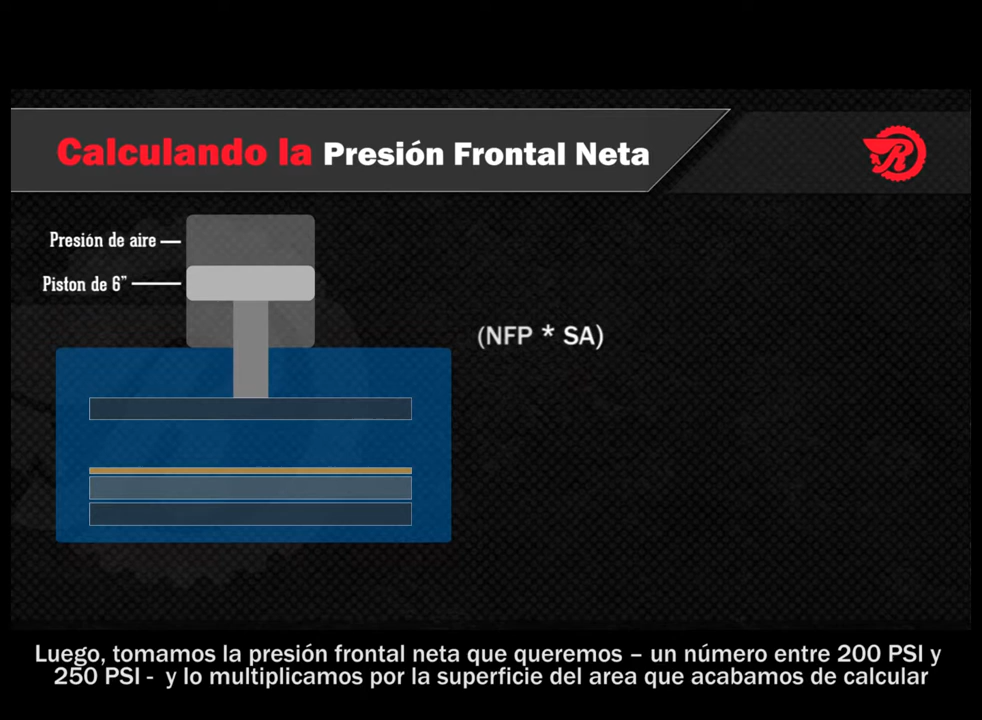 Calculando la Presión Frontal Neta
R
Presión de aire
Piston de 6”
(NFP * SA)
Luego, tomamos la presión frontal neta que queremos – un número entre 200 PSI y
250 PSI - y lo multiplicamos por la superficie del area que acabamos de calcular